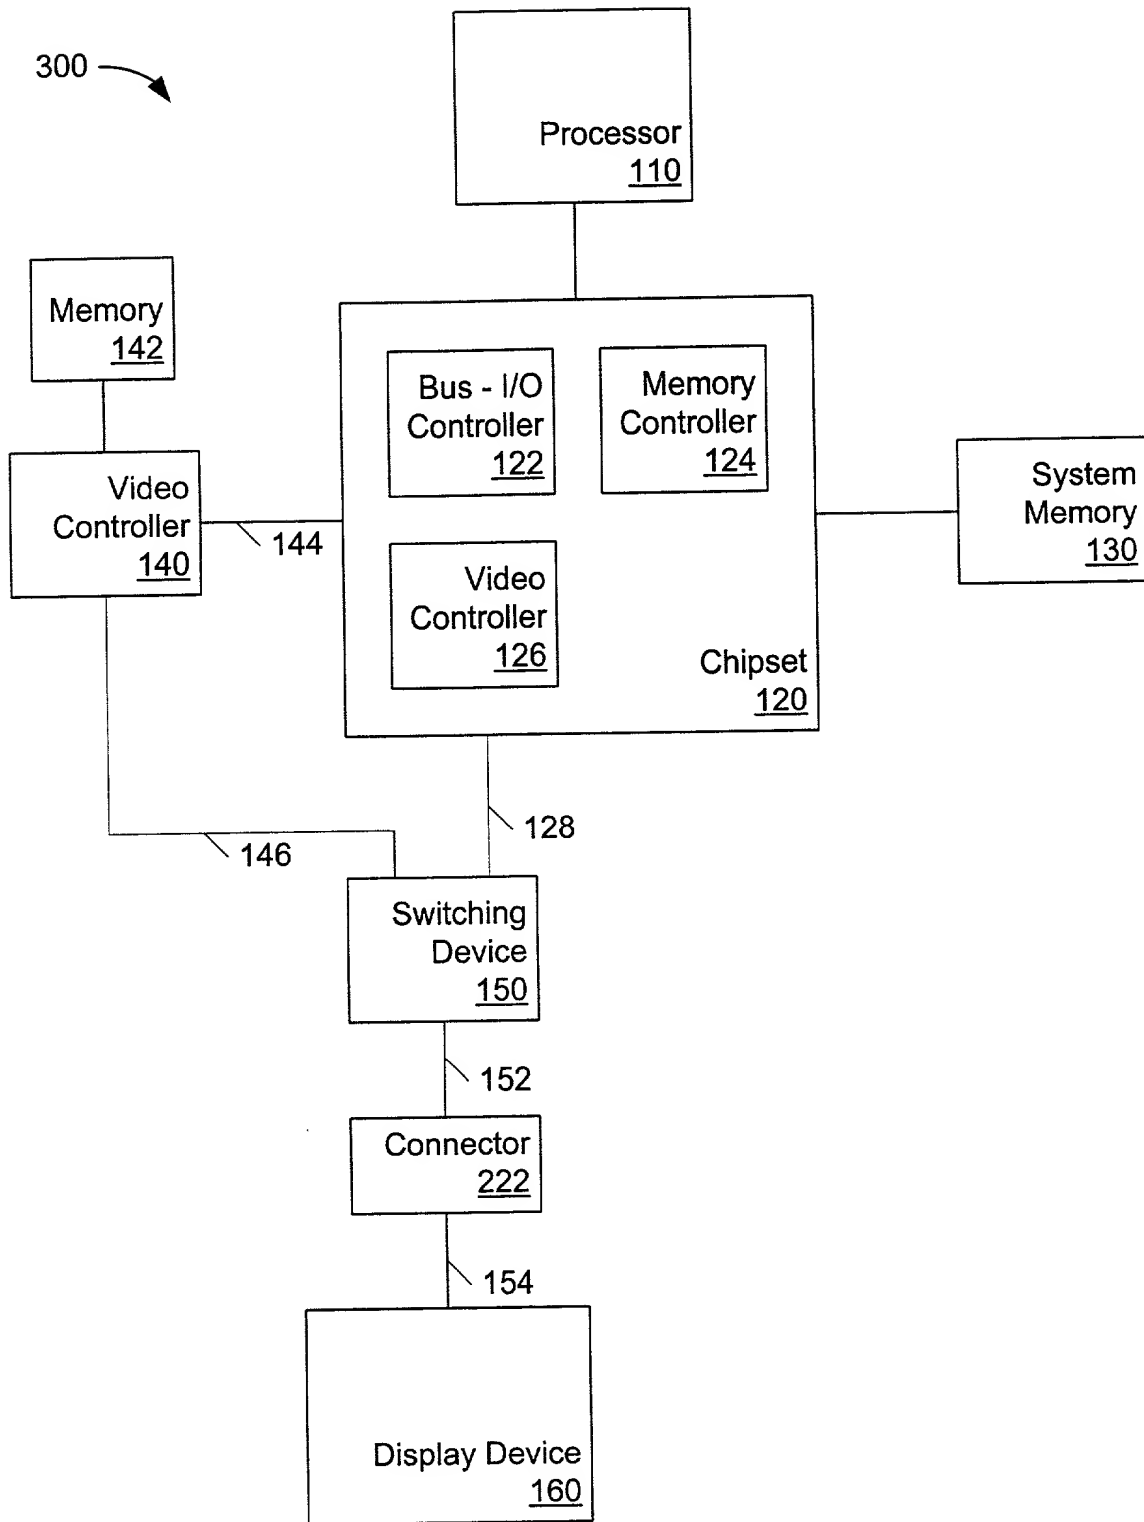 300
Processor
110
Memory
142
Bus - I/O
Controller
122
Memory
Controller
124
Video
Controller
140
144
System
Memory
130
Video
Controller
126
Chipset
120
128
146
Switching
Device
150
152
Connector
222
154
Display Device
160